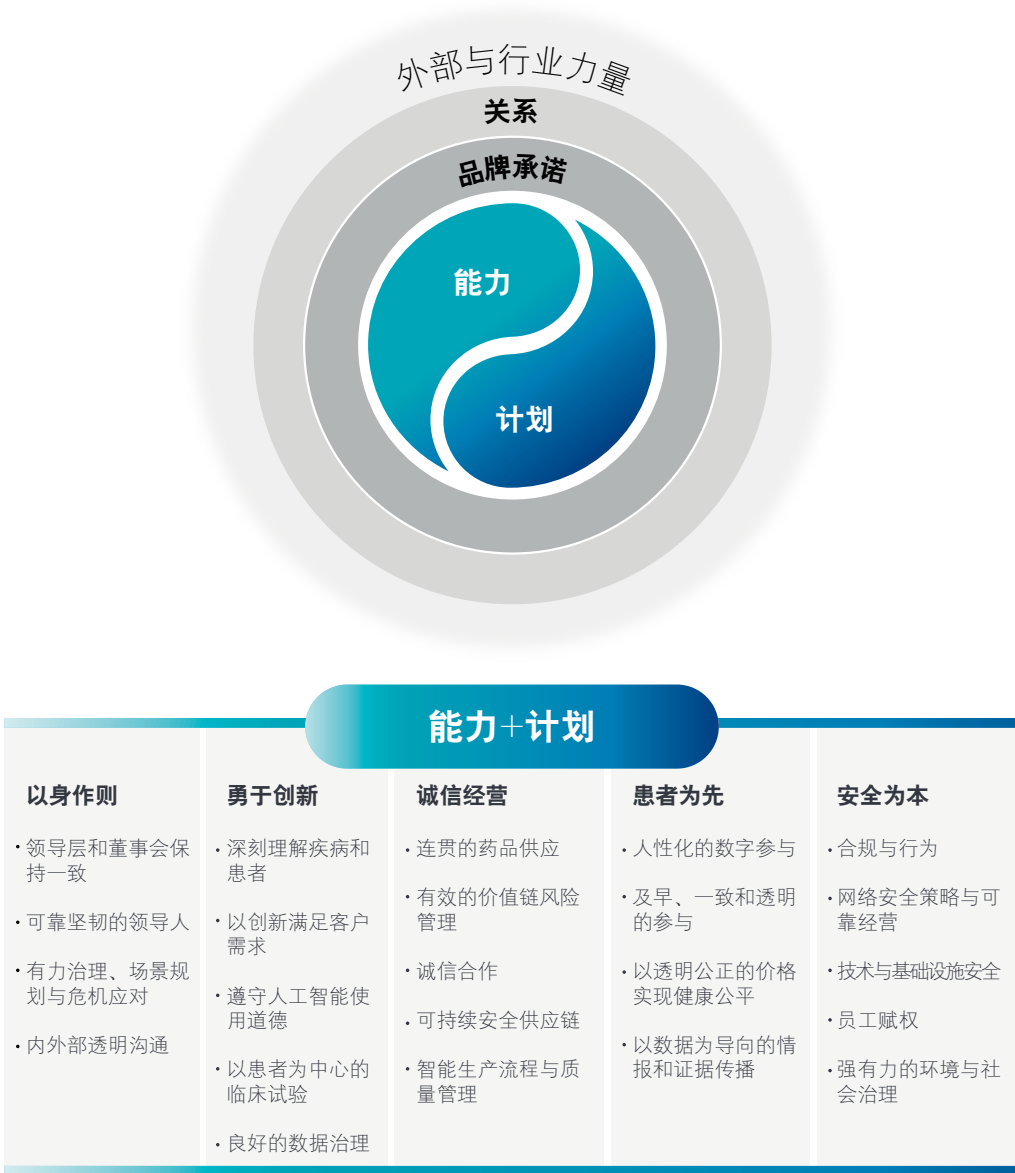 外部与行业力量
关系
品牌承诺
能力
计划
能力+计划
以身作则
· 领导层和董事会保
持一致
· 可靠坚韧的领导人
· 有力治理、场景规
划与危机应对
· 内外部透明沟通
勇于创新
· 深刻理解疾病和
患者
· 以创新满足客户
需求
· 遵守人工智能使
用道德
· 以患者为中心的
临床试验
· 良好的数据治理
诚信经营
· 连贯的药品供应
· 有效的价值链风险
管理
· 诚信合作
· 可持续安全供应链
· 智能生产流程与质
量管理
患者为先
· 人性化的数字参与
· 及早、一致和透明
的参与
· 以透明公正的价格
实现健康公平
· 以数据为导向的情
报和证据传播
安全为本
· 合规与行为
· 网络安全策略与可
靠经营
· 技术与基础设施安全
· 员工赋权
· 强有力的环境与社
会治理